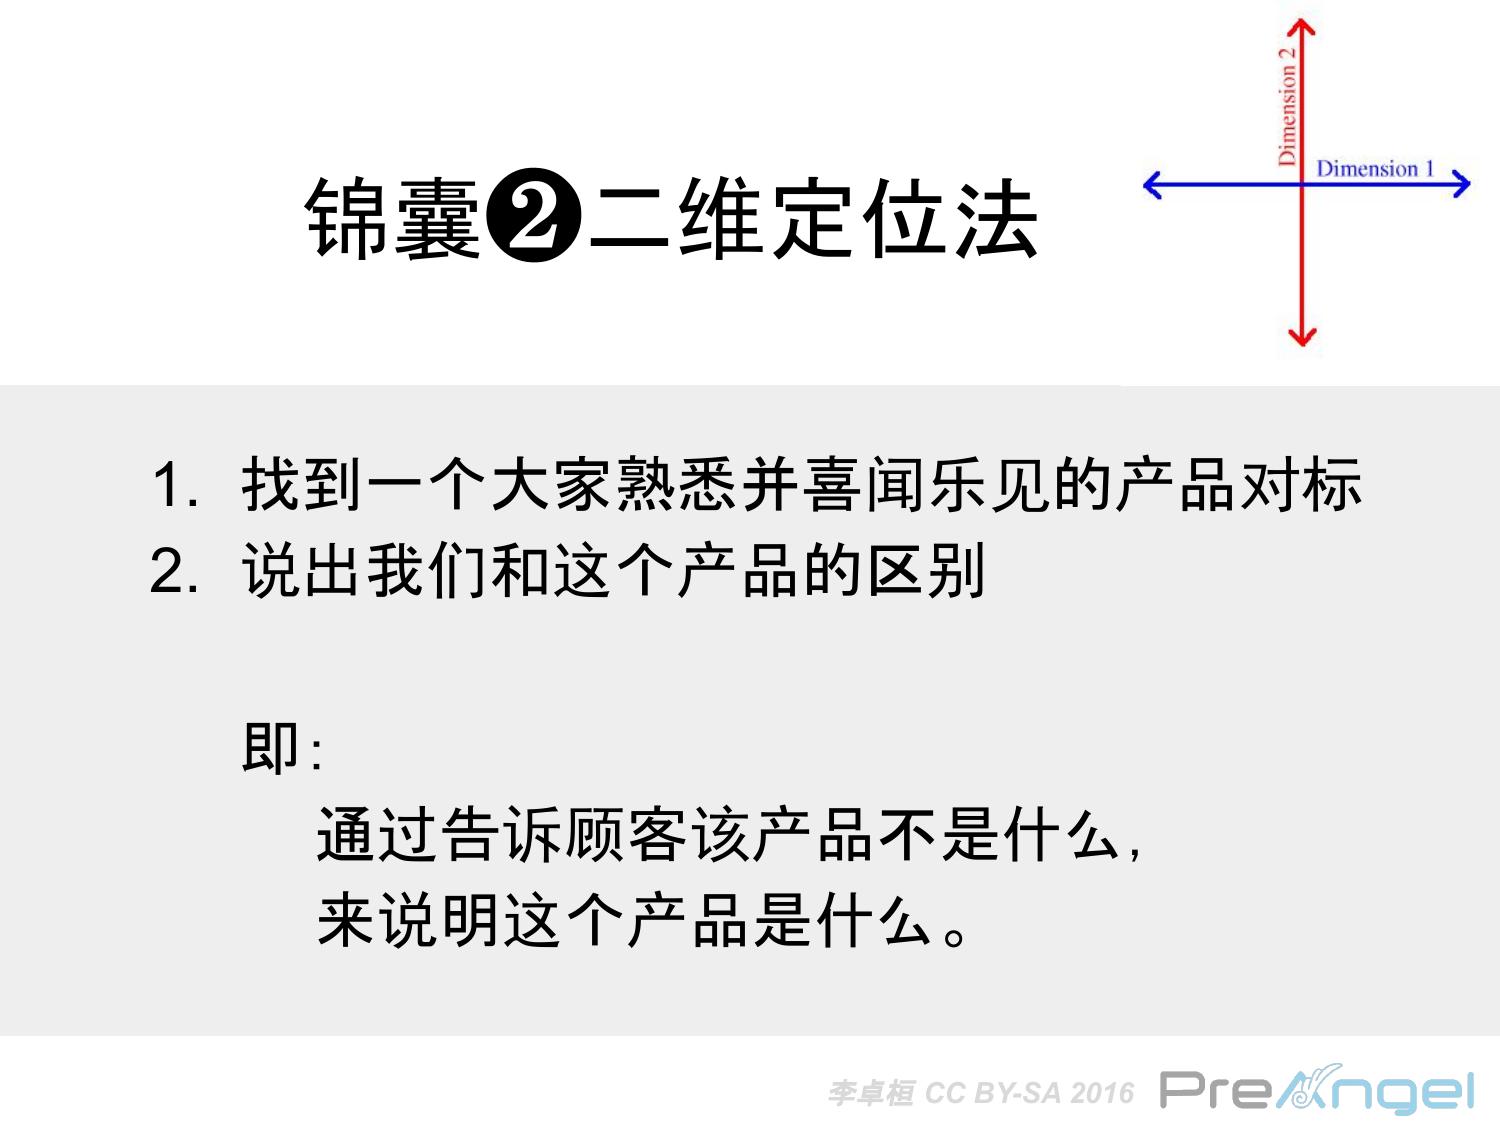 Dimension 2
Dimension 1
锦囊❷二维定位法
1. 找到一个大家熟悉并喜闻乐见的产品对标
2. 说出我们和这个产品的区别
即：
通过告诉顾客该产品不是什么，
来说明这个产品是什么。
李卓桓 CC BY-SA 2016 PreAngel